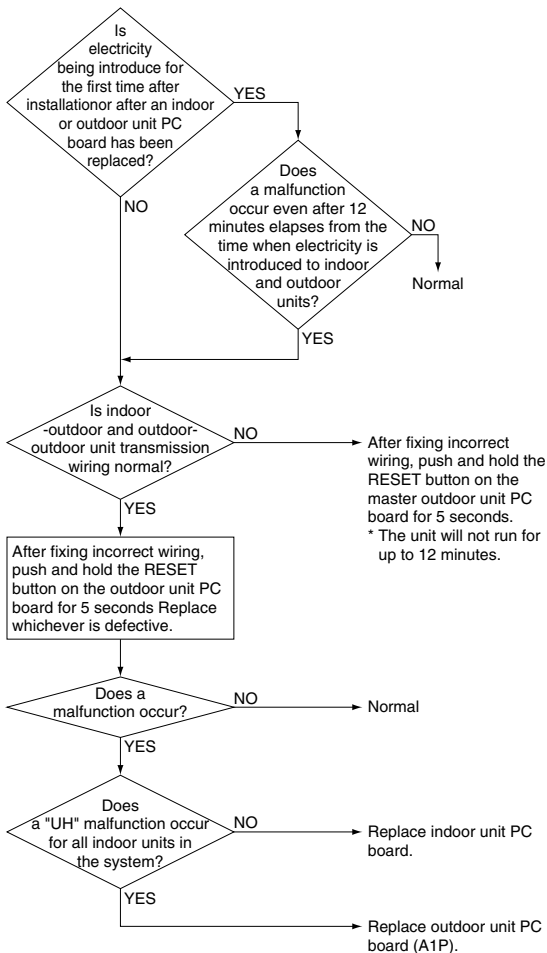 Is
electricity
being introduce for
the first time after
installationor after an indoor
or outdoor unit PC
board has been
replaced?
YES
NO
Does
a malfunction
occur even after 12
minutes elapses from the
time when electricity is
introduced to indoor
and outdoor
units?
NO
Normal
YES
Is indoor
-outdoor and outdoor-
outdoor unit transmission
wiring normal?
NO
After fixing incorrect
wiring, push and hold the
RESET button on the
master outdoor unit PC
board for 5 seconds.
* The unit will not run for
up to 12 minutes.
YES
After fixing incorrect wiring,
push and hold the RESET
button on the outdoor unit PC
board for 5 seconds Replace
whichever is defective.
Does a
malfunction occur?
NO
Normal
YES
Does
a "UH" malfunction occur
for all indoor units in
the system?
NO
Replace indoor unit PC
board.
YES
Replace outdoor unit PC
board (A1P).